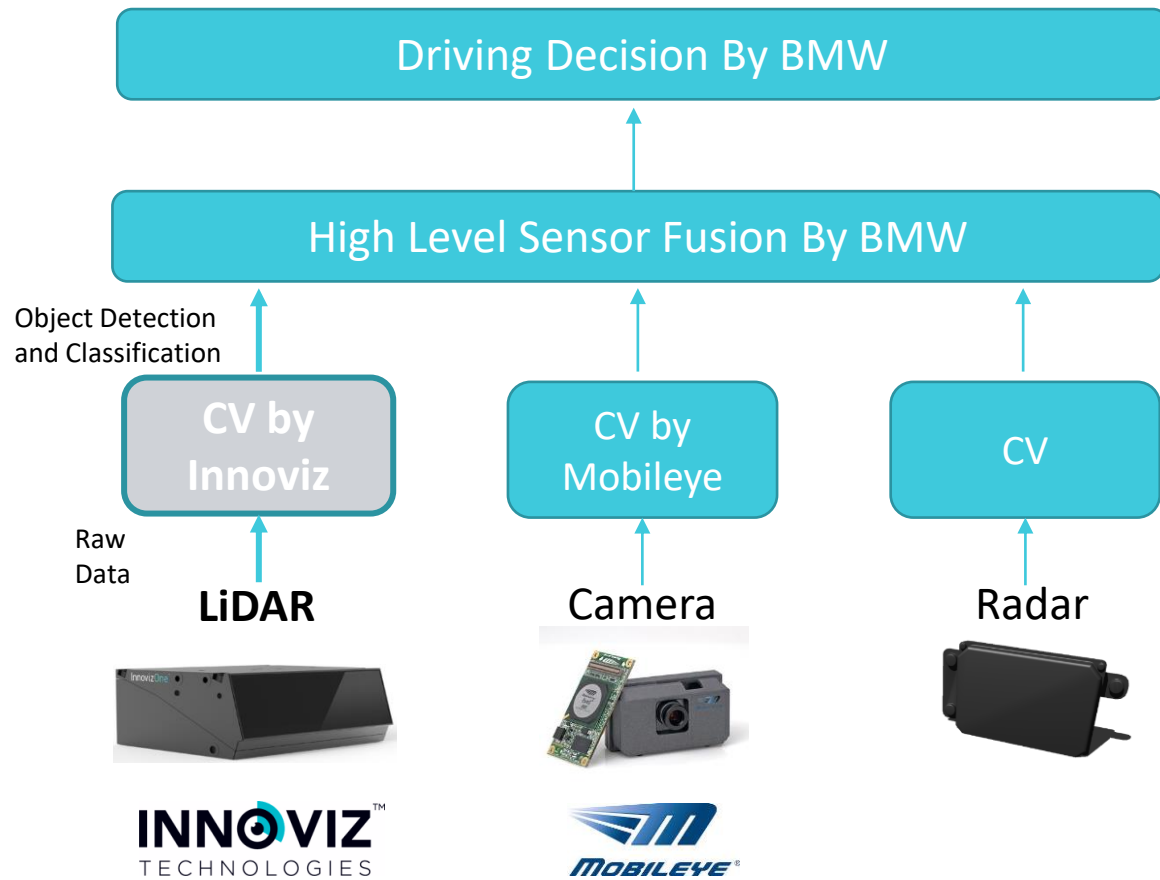 Driving Decision By BMW
High Level Sensor Fusion By BMW
Object Detection
and Classification
CV by
Innoviz
CV by
Mobileye
CV
Raw
Data
LiDAR
Camera
Radar
InnovizOne
INNOVIZ™
TECHNOLOGIES
MOBILEYE®